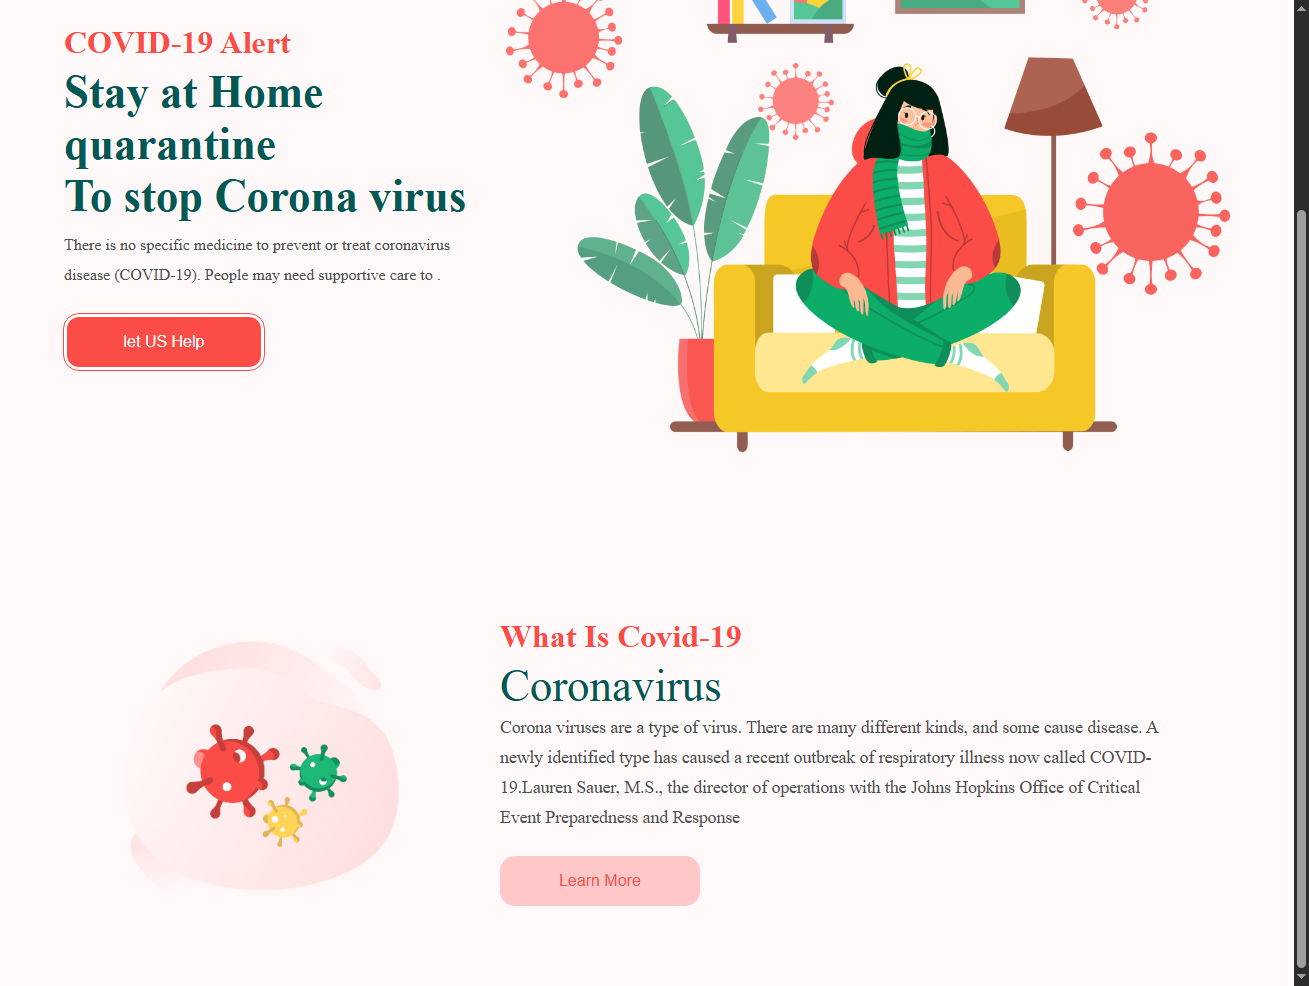 COVID-19 Alert
Stay at Home
quarantine
To stop Corona virus
There is no specific medicine to prevent or treat coronavirus
disease (COVID-19). People may need supportive care to .
let US Help
What Is Covid-19
Coronavirus
Corona viruses are a type of virus. There are many different kinds, and some cause disease. A
newly identified type has caused a recent outbreak of respiratory illness now called COVID-
19.Lauren Sauer, M.S., the director of operations with the Johns Hopkins Office of Critical
Event Preparedness and Response
Learn More